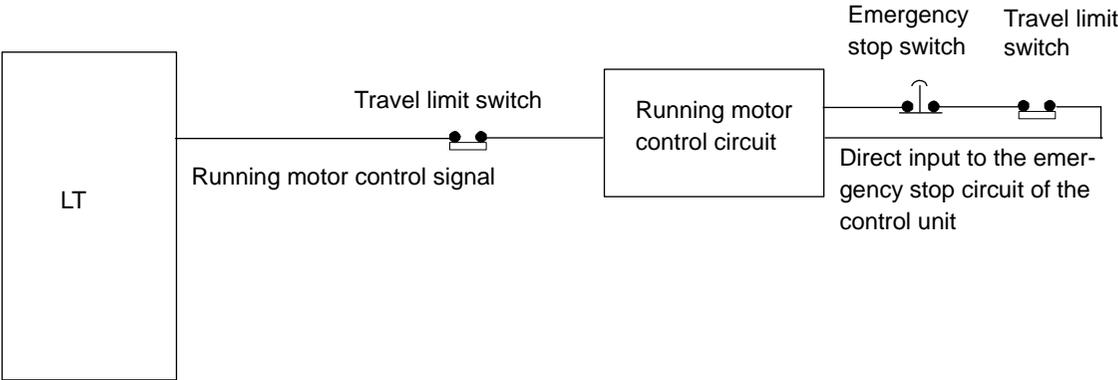 Emergency
stop switch
Travel limit
switch
Travel limit switch
Running motor
control circuit
Running motor control signal
Direct input to the emer-
gency stop circuit of the
control unit
LT